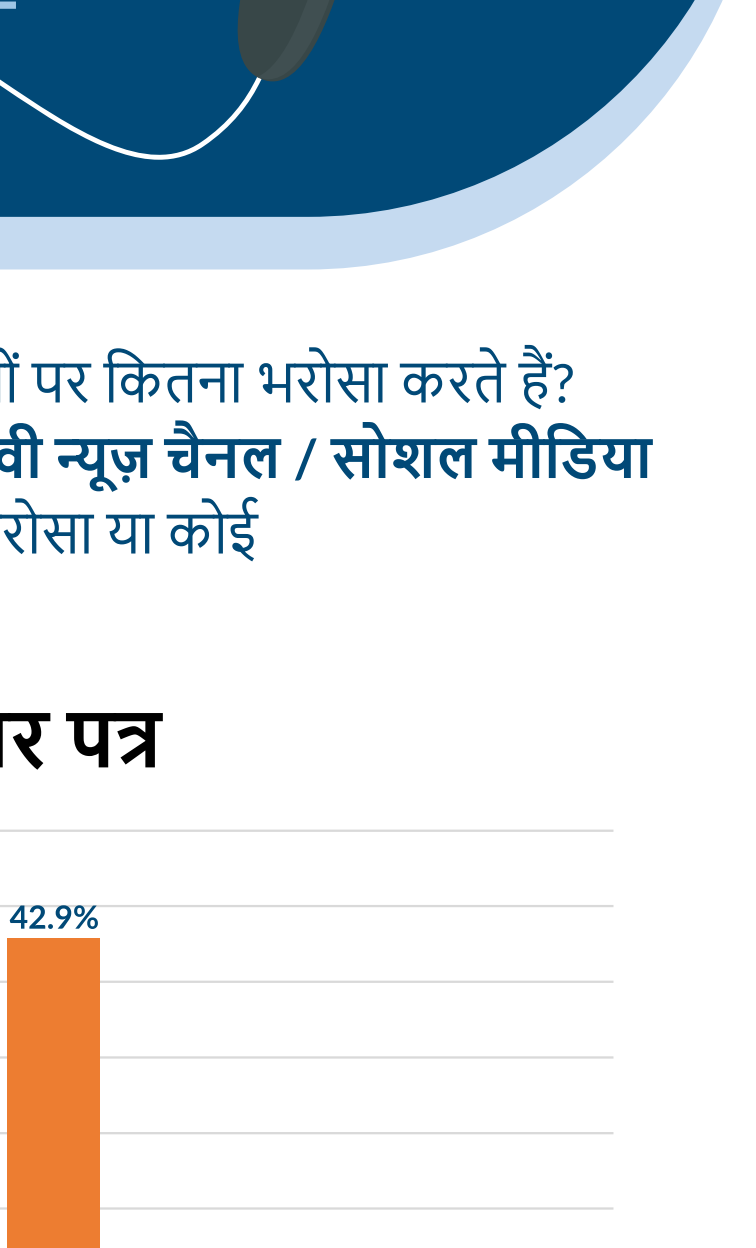 पर कितना भरोसा करते हैं?
न्यूज़ चैनल / सोशल मीडिया
या कोई
पत्र
42.9%